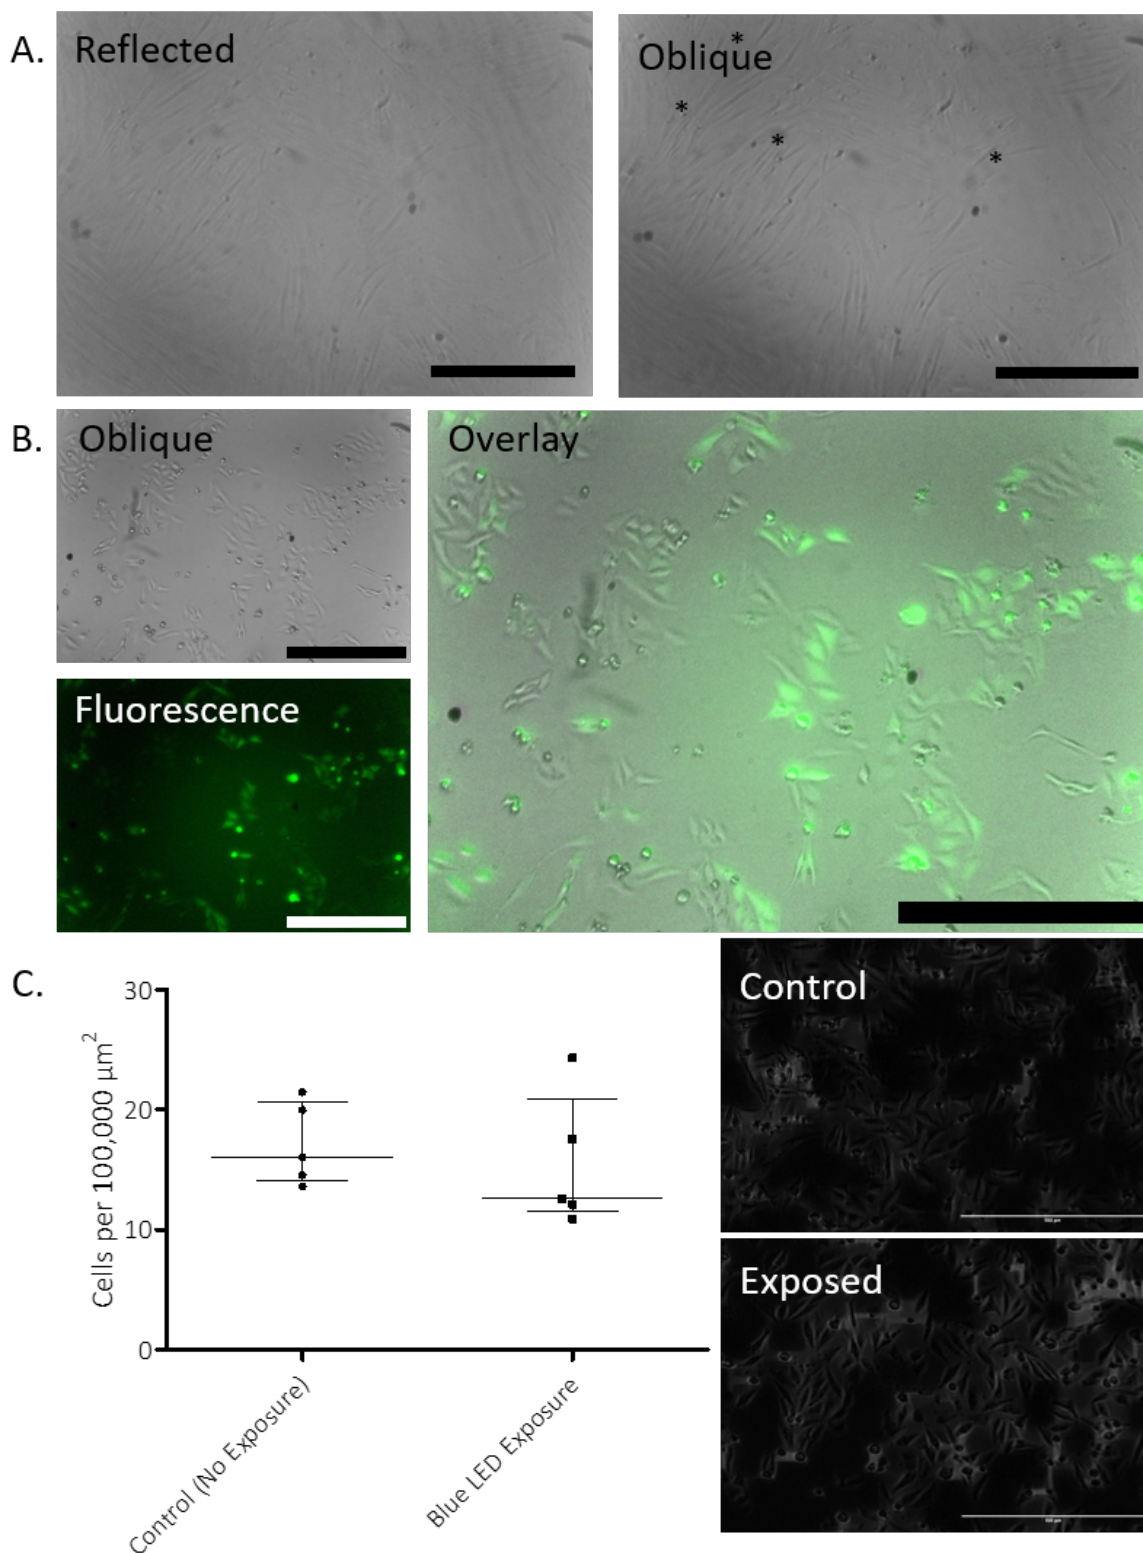 A.
Reflected
Oblique
*
*
*
*
B.
Oblique
Overlay
Fluorescence
C.
30
20
10
0
Cells per 100,000 µm²
Control (No Exposure)
Blue LED Exposure
Control
Exposed